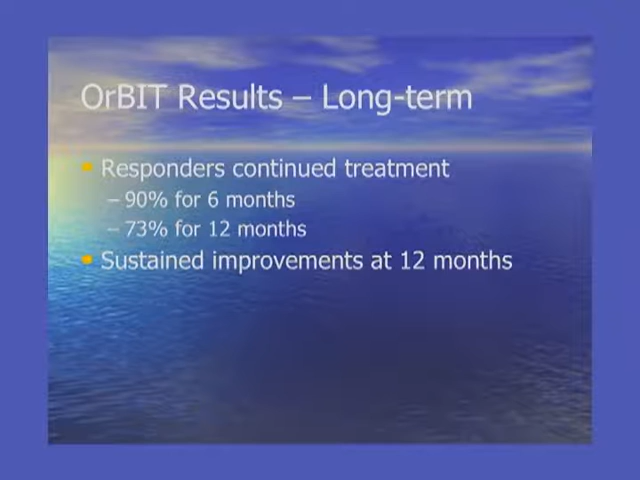 OrBIT Results – Long-term
Responders continued treatment
– 90% for 6 months
– 73% for 12 months
Sustained improvements at 12 months